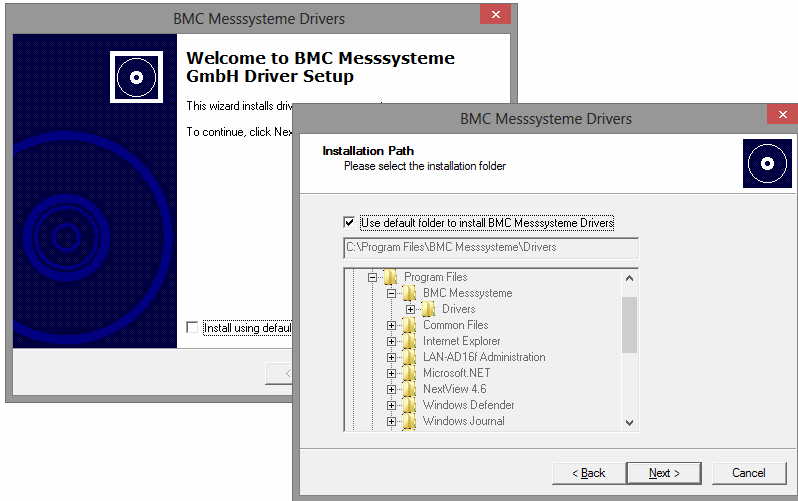 BMC Messsysteme Drivers
Welcome to BMC Messsysteme
GmbH Driver Setup
This wizard installs
To continue, click
Install using
<
BMC Messsysteme Drivers
Installation Path
Please select the installation folder
Use default folder to install BMC Messsysteme Drivers
C:\Program Files\BMC Messsysteme\Drivers
Program Files
BMC Messsysteme
Drivers
Common Files
Internet Explorer
LAN-AD16f Administration
Microsoft.NET
NextView 4.6
Windows Defender
Windows Journal
< Back
Next >
Cancel